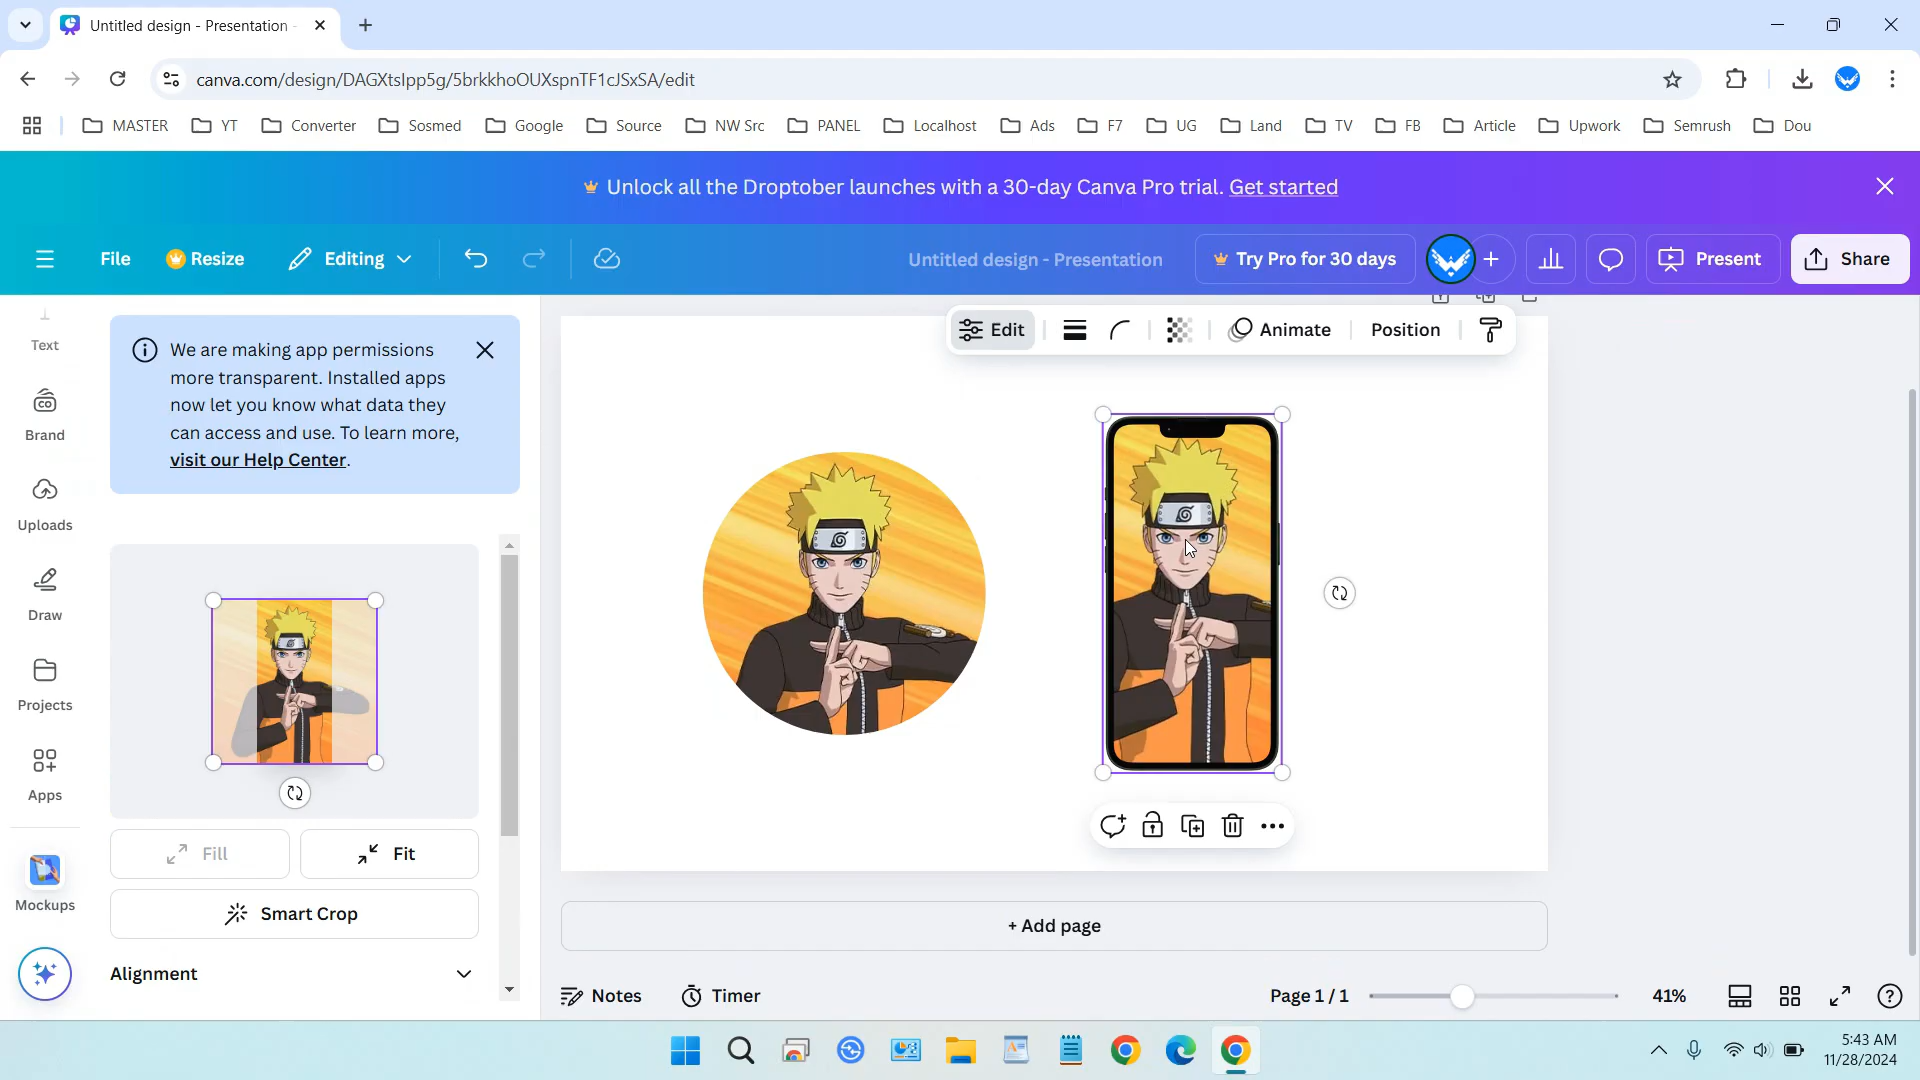 Untitled design - Presentation -
canva.com/design/DAGXtsIpp5g/5brkkhoOUXspnTF1cJSxSA/edit
MASTER YT Converter Sosmed Google Source NW Src PANEL Localhost Ads F7 UG Land TV FB Article Upwork Semrush Dou
Unlock all the Droptober launches with a 30-day Canva Pro trial. Get started
File Resize Editing Untitled design - Presentation Try Pro for 30 days Present Share
Text
Brand
Uploads
Draw
Projects
Apps
Mockups
We are making app permissions
more transparent. Installed apps
now let you know what data they
can access and use. To learn more,
visit our Help Center.
Fill Fit
Smart Crop
Alignment
Edit Animate Position
+ Add page
Notes Timer Page 1 / 1 41%
5:43 AM
11/28/2024